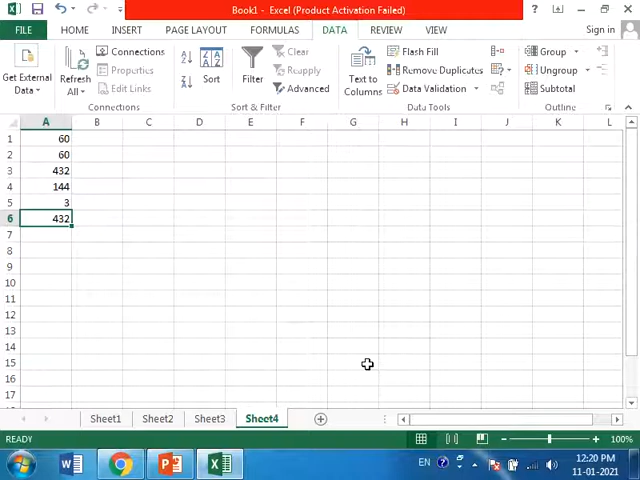 Book1 - Excel (Product Activation Failed)
FILE HOME INSERT PAGE LAYOUT FORMULAS DATA REVIEW VIEW Sign in
Get External Data
Refresh All
Connections
Properties
Edit Links
Connections
Sort
Filter
Clear
Reapply
Advanced
Sort & Filter
Text to Columns
Flash Fill
Remove Duplicates
Data Validation
Data Tools
Group
Ungroup
Subtotal
Outline
A B C D E F G H I J K L
1 60
2 60
3 432
4 144
5 3
6 432
7
8
9
10
11
12
13
14
15
16
17
Sheet1 Sheet2 Sheet3 Sheet4
READY 100%
EN 12:20 PM
11-01-2021